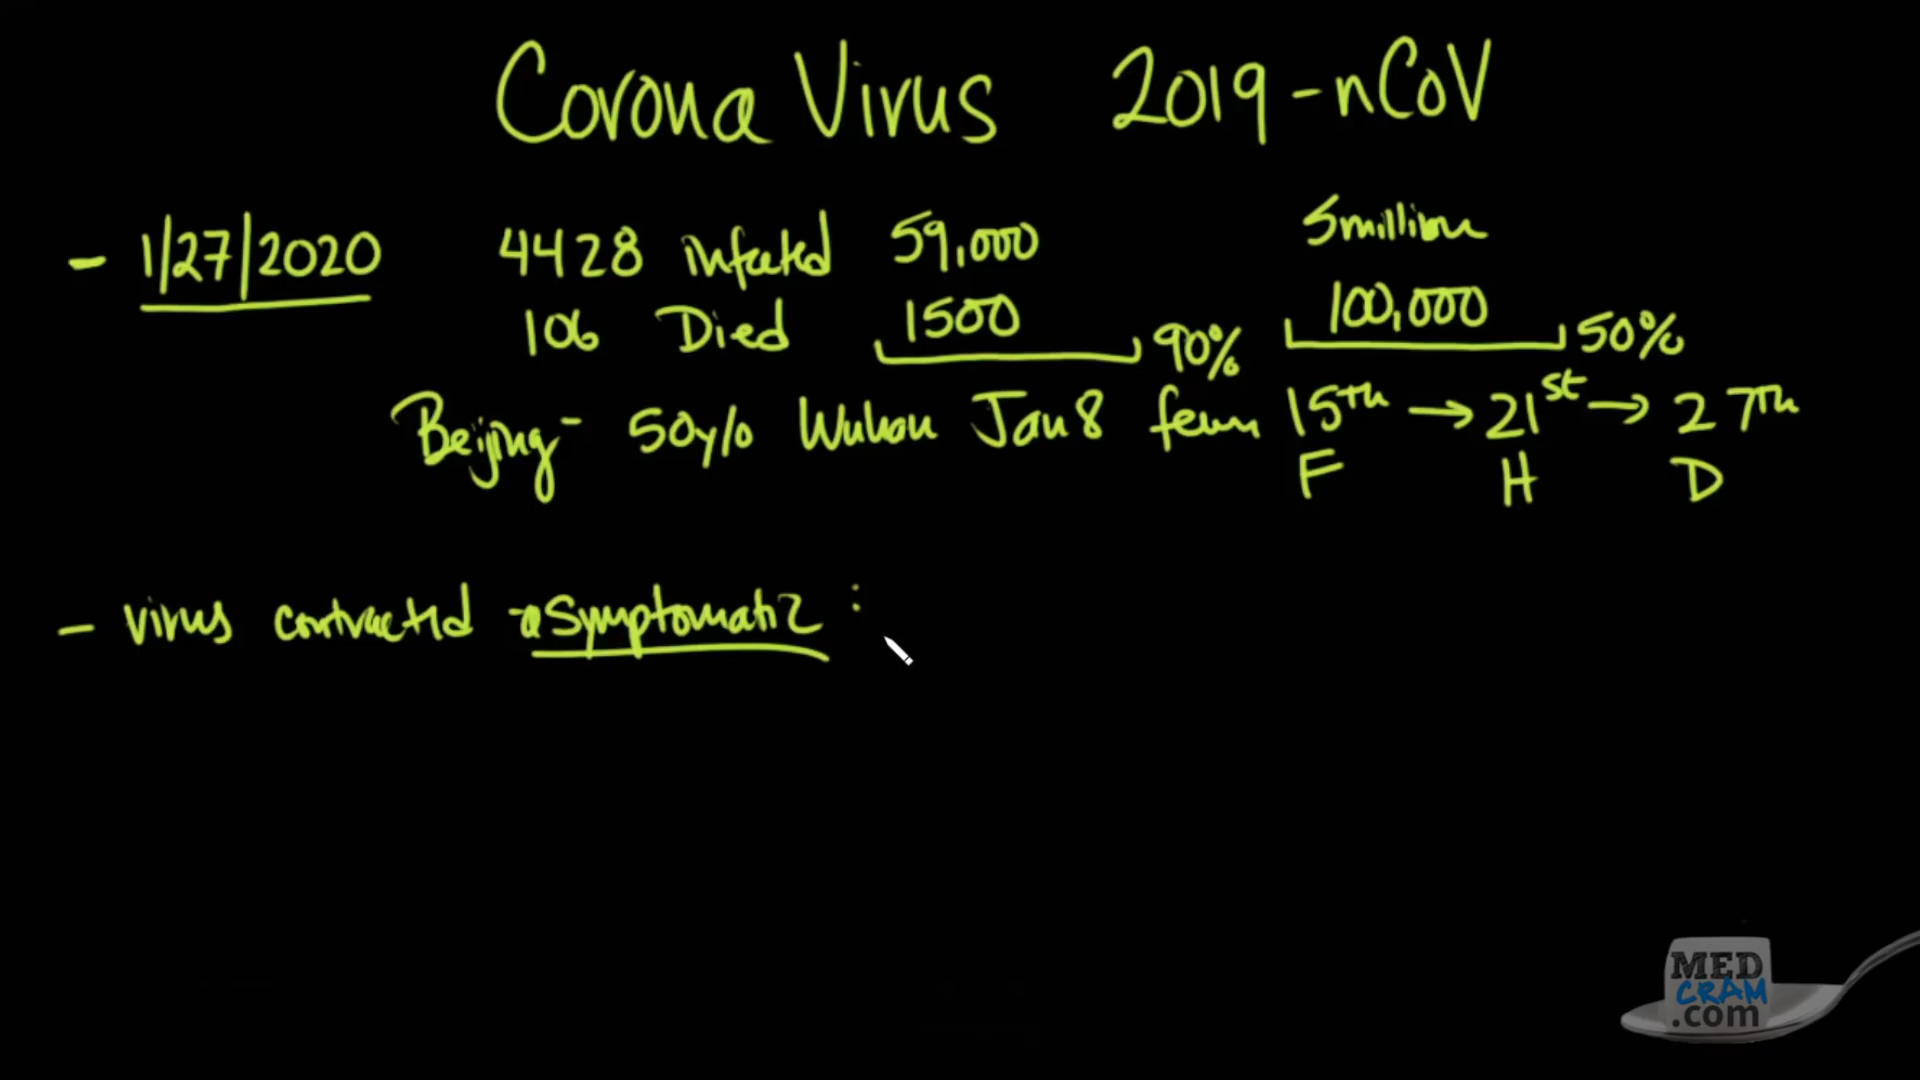 Corona Virus 2019-nCoV
- 1/27/2020 4428 infected 59,000 5 million
106 Died 1500 90% 100,000 50%
Beijing - 50 y/o Wuhan Jan 8 fever 15th → 21st → 27th
F H D
- virus contracted asymptomatic :
MED
CRAM
.com